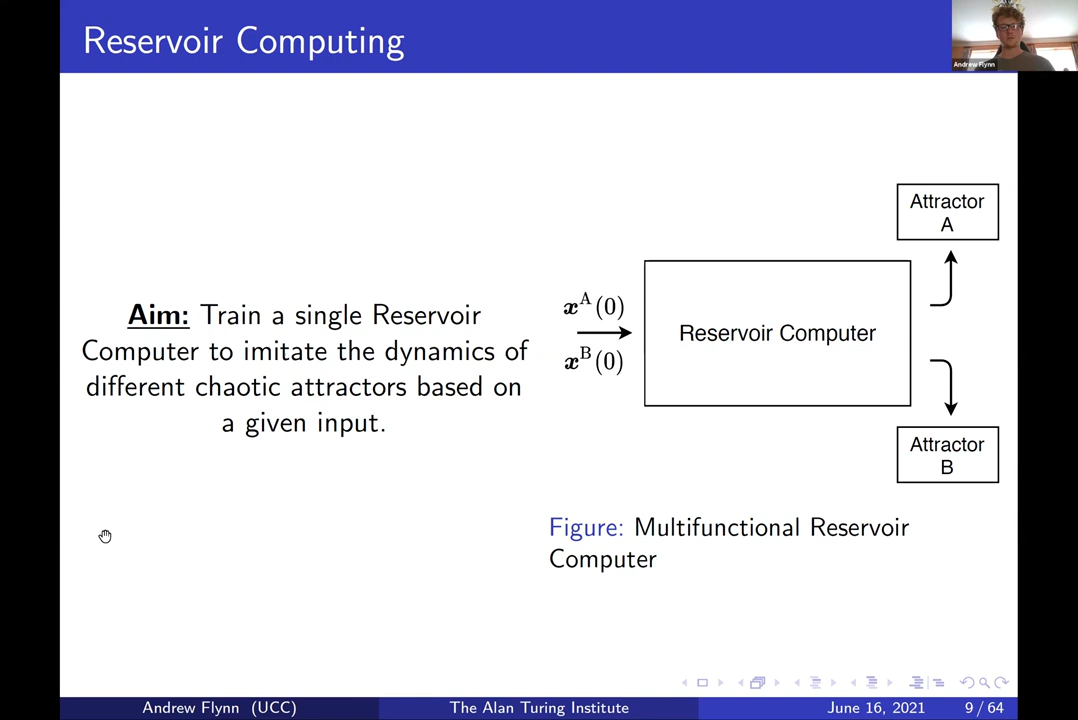 Reservoir Computing
Andrew Flynn
Aim: Train a single Reservoir
Computer to imitate the dynamics of
different chaotic attractors based on
a given input.
x^A(0)
x^B(0)
Reservoir Computer
Attractor
A
Attractor
B
Figure: Multifunctional Reservoir
Computer
Andrew Flynn (UCC)
The Alan Turing Institute
June 16, 2021
9 / 64